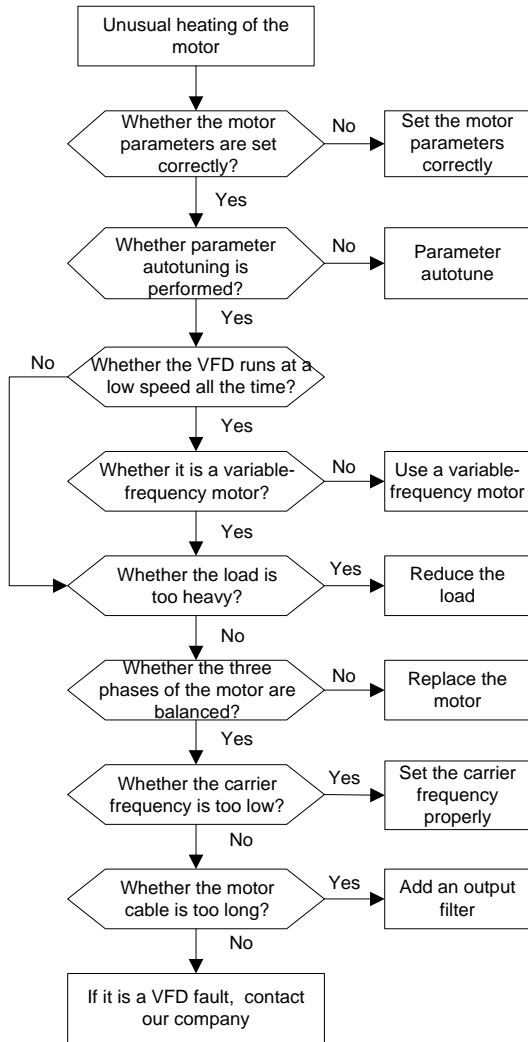 Unusual heating of the
motor
Whether the motor
parameters are set
correctly?
No
Set the motor
parameters
correctly
Yes
Whether parameter
autotuning is
performed?
No
Parameter
autotune
Yes
No
Whether the VFD runs at a
low speed all the time?
Yes
Whether it is a variable-
frequency motor?
No
Use a variable-
frequency motor
Yes
Whether the load is
too heavy?
Yes
Reduce the
load
No
Whether the three
phases of the motor are
balanced?
No
Replace the
motor
Yes
Whether the carrier
frequency is too low?
Yes
Set the carrier
frequency
properly
No
Whether the motor
cable is too long?
Yes
Add an output
filter
No
If it is a VFD fault, contact
our company